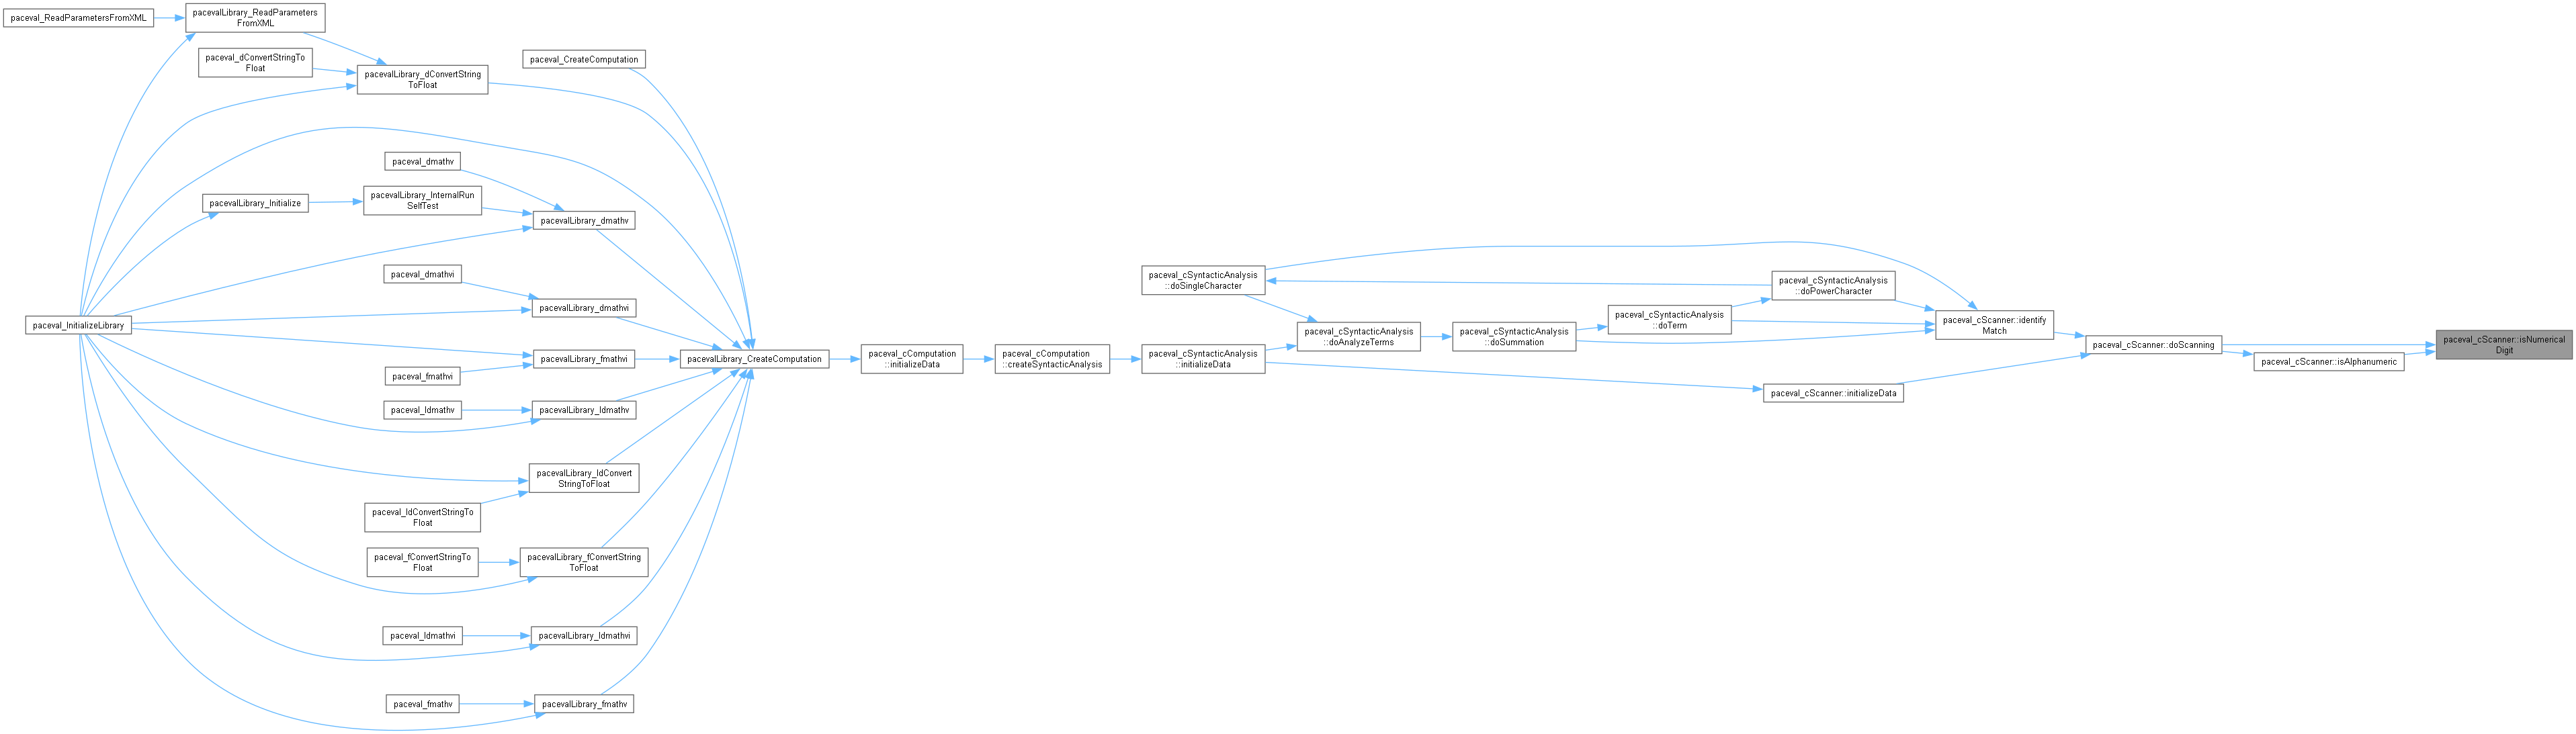 paceval_ReadParametersFromXML
pacevalLibrary_ReadParameters
FromXML
paceval_dConvertStringTo
Float
pacevalLibrary_dConvertString
ToFloat
paceval_CreateComputation
paceval_dmathv
pacevalLibrary_Initialize
pacevalLibrary_InternalRun
SelfTest
pacevalLibrary_dmathv
paceval_dmathvi
pacevalLibrary_dmathvi
paceval_InitializeLibrary
pacevalLibrary_fmathvi
paceval_fmathvi
pacevalLibrary_CreateComputation
paceval_ldmathv
pacevalLibrary_ldmathv
pacevalLibrary_ldConvert
StringToFloat
paceval_ldConvertStringTo
Float
paceval_fConvertStringTo
Float
pacevalLibrary_fConvertString
ToFloat
paceval_ldmathvi
pacevalLibrary_ldmathvi
paceval_fmathv
pacevalLibrary_fmathv
paceval_cComputation
::initializeData
paceval_cComputation
::createSyntacticAnalysis
paceval_cSyntacticAnalysis
::doSingleCharacter
paceval_cSyntacticAnalysis
::initializeData
paceval_cSyntacticAnalysis
::doAnalyzeTerms
paceval_cSyntacticAnalysis
::doSummation
paceval_cSyntacticAnalysis
::doTerm
paceval_cSyntacticAnalysis
::doPowerCharacter
paceval_cScanner::initializeData
paceval_cScanner::identify
Match
paceval_cScanner::doScanning
paceval_cScanner::isAlphanumeric
paceval_cScanner::isNumerical
Digit